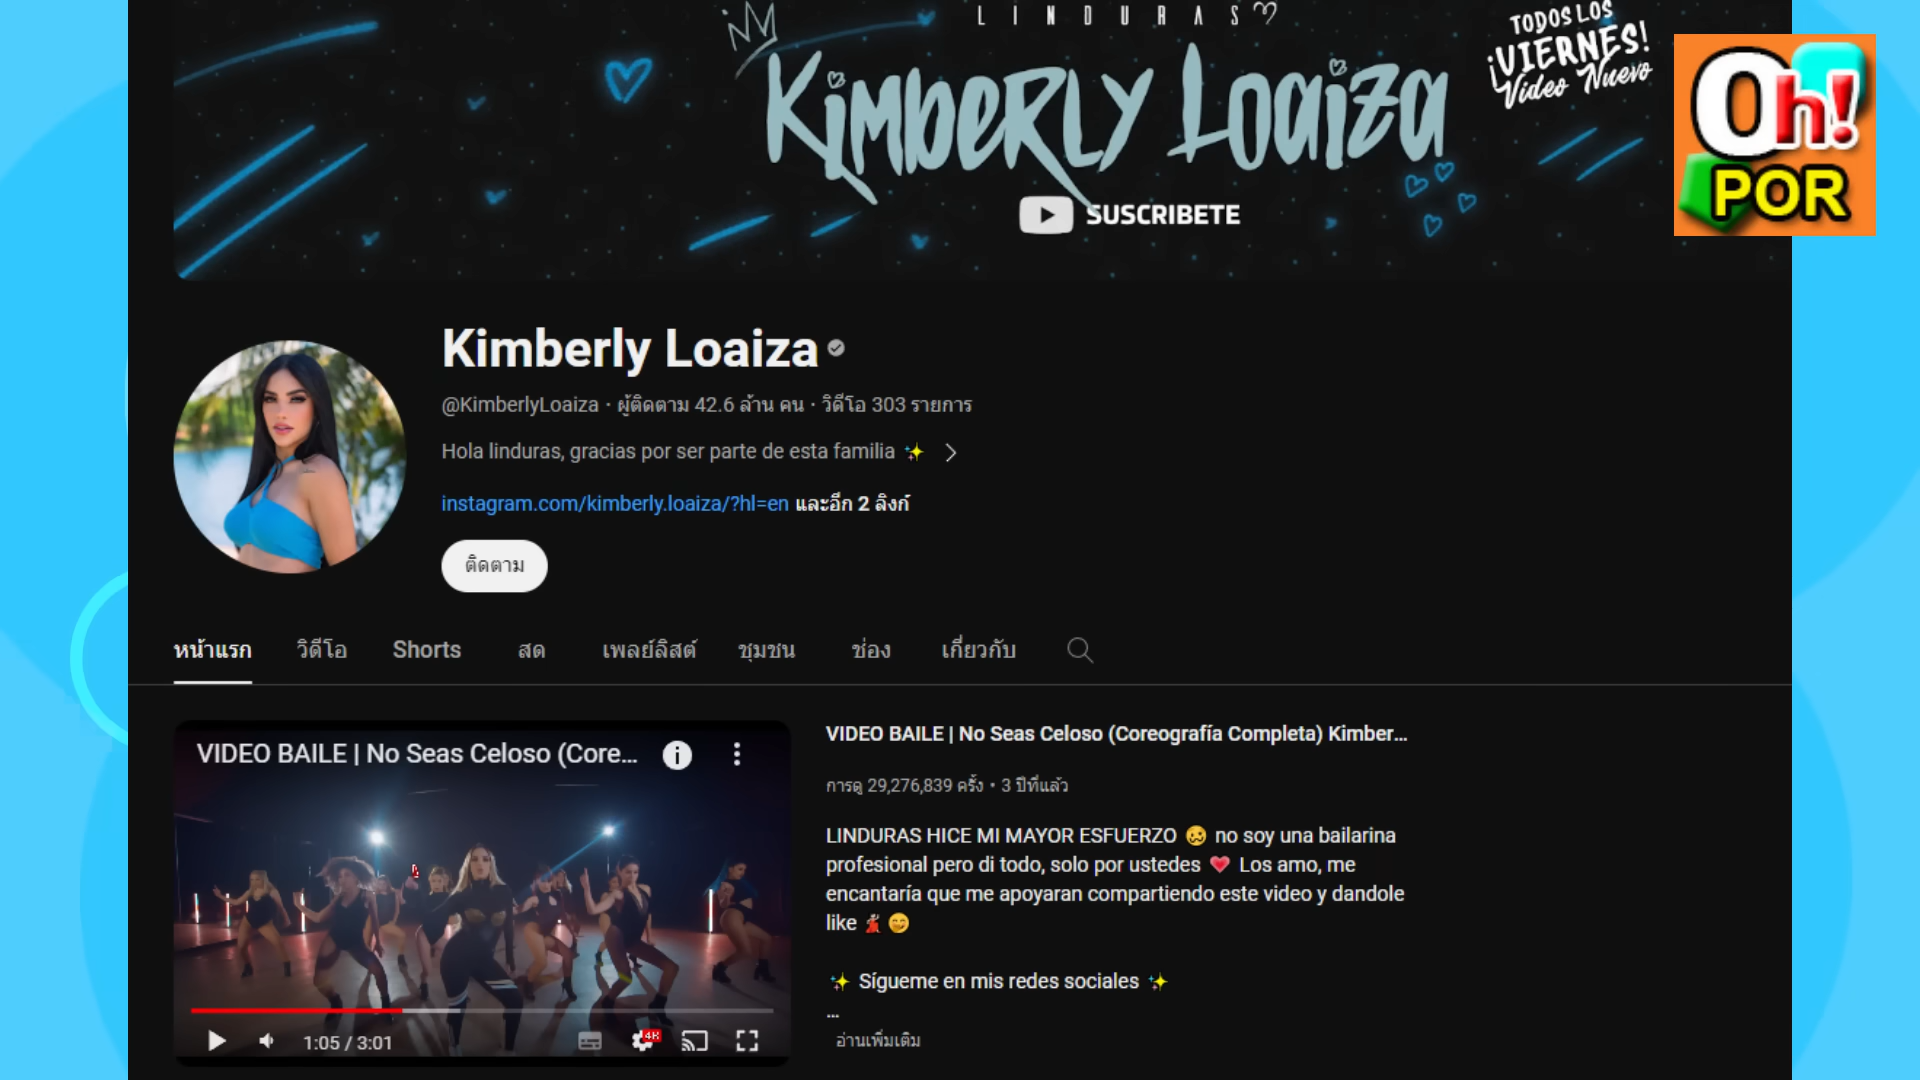 LINDURAS
Kimberly Loaiza
SUSCRIBETE
TODOS LOS
¡VIERNES!
Video Nuevo
Oh!
POR
Kimberly Loaiza
@KimberlyLoaiza · ผู้ติดตาม 42.6 ล้าน คน · วิดีโอ 303 รายการ
Hola linduras, gracias por ser parte de esta familia ✨
instagram.com/kimberly.loaiza/?hl=en และอีก 2 ลิงก์
ติดตาม
หน้าแรก วิดีโอ Shorts สด เพลย์ลิสต์ ชุมชน ช่อง เกี่ยวกับ
VIDEO BAILE | No Seas Celoso (Core...
1:05 / 3:01
4K
VIDEO BAILE | No Seas Celoso (Coreografía Completa) Kimber...
การดู 29,276,839 ครั้ง • 3 ปีที่แล้ว
LINDURAS HICE MI MAYOR ESFUERZO 🥴 no soy una bailarina
profesional pero di todo, solo por ustedes ❤️ Los amo, me
encantaría que me apoyaran compartiendo este video y dandole
like 💃 🤭
✨ Sígueme en mis redes sociales ✨
...
อ่านเพิ่มเติม